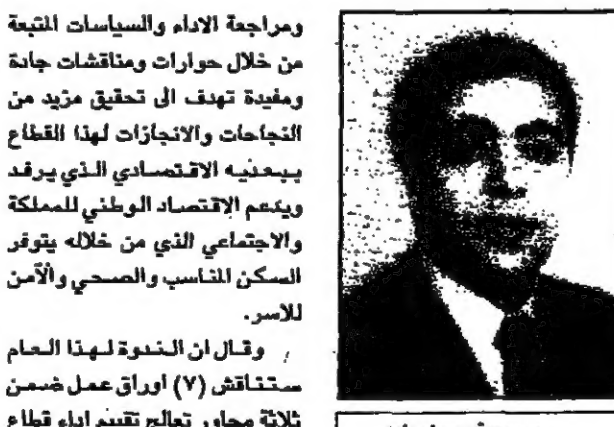 ومراجعة الاداء والسياسات المتبعة
من خلال حوارات ومناقشات جادة
ومفيدة تهدف الى تحقيق مزيد من
النجاحات والانجازات لهذا القطاع
ببعديه الاقتصادي الذي يرفد
ويدعم الإقتصاد الوطني للمملكة
والاجتماعي الذي من خلاله يتوفر
السكن المناسب والصحي والآمن
للاسر.
وقال ان الندوة لهذا العام
ستناقش (٧) اوراق عمل ضمن
ثلاثة محاور تعالج تقييم اداء قطاع